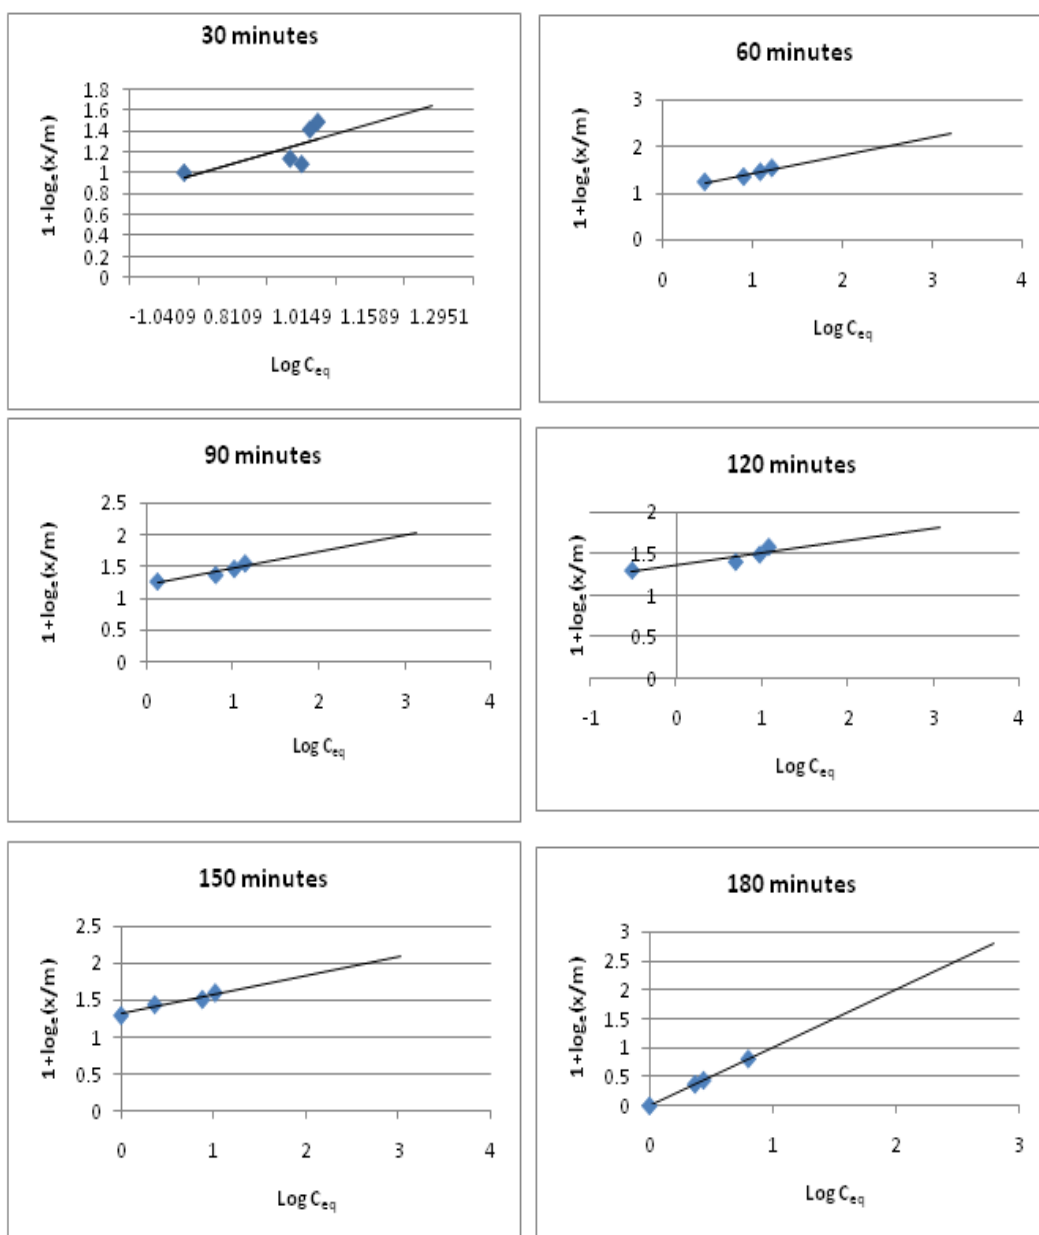 30 minutes
1+logₑ(x/m)
1.8
1.6
1.4
1.2
1
0.8
0.6
0.4
0.2
0
-1.0409 0.8109 1.0149 1.1589 1.2951
Log Ceq
60 minutes
1+logₑ(x/m)
3
2
1
0
0 1 2 3 4
Log Ceq
90 minutes
1+logₑ(x/m)
2.5
2
1.5
1
0.5
0
0 1 2 3 4
Log Ceq
120 minutes
1+logₑ(x/m)
2
1.5
1
0.5
0
-1 0 1 2 3 4
Log Ceq
150 minutes
1+logₑ(x/m)
2.5
2
1.5
1
0.5
0
0 1 2 3 4
Log Ceq
180 minutes
1+logₑ(x/m)
3
2.5
2
1.5
1
0.5
0
0 1 2 3
Log Ceq